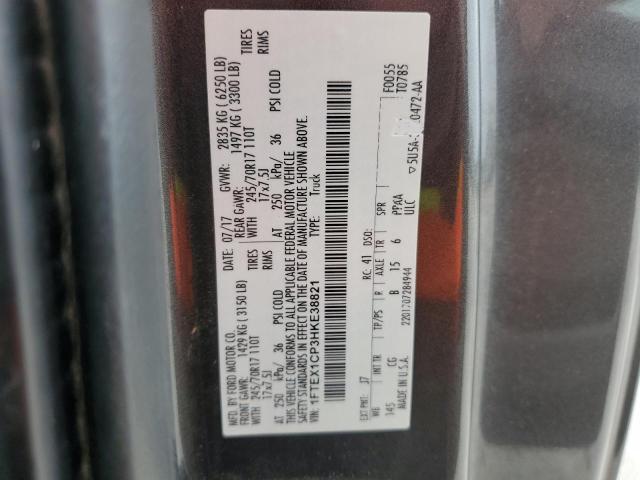 MFD. BY FORD MOTOR CO.
DATE: 07/17 GVWR: 2835 KG ( 6250 LB)
FRONT GAWR: 1429 KG ( 3150 LB) REAR GAWR: 1497 KG ( 3300 LB)
WITH 245/70R17 110T TIRES WITH 245/70R17 110T TIRES
17x7.5J RIMS 17x7.5J RIMS
AT 250 kPa/ 36 PSI COLD AT 250 kPa/ 36 PSI COLD
THIS VEHICLE CONFORMS TO ALL APPLICABLE FEDERAL MOTOR VEHICLE
SAFETY STANDARDS IN EFFECT ON THE DATE OF MANUFACTURE SHOWN ABOVE.
VIN: 1FTEX1CP3HKE38821 TYPE: Truck
F0055
T0785
EXT PNT: J7 RC: 41 DSO:
WB INT TR TP/PS R AXLE TR SPR
145 CG B 15 6 PPAA
ULC
MADE IN U.S.A. 2201707284944
▽5U5A- 0472-AA